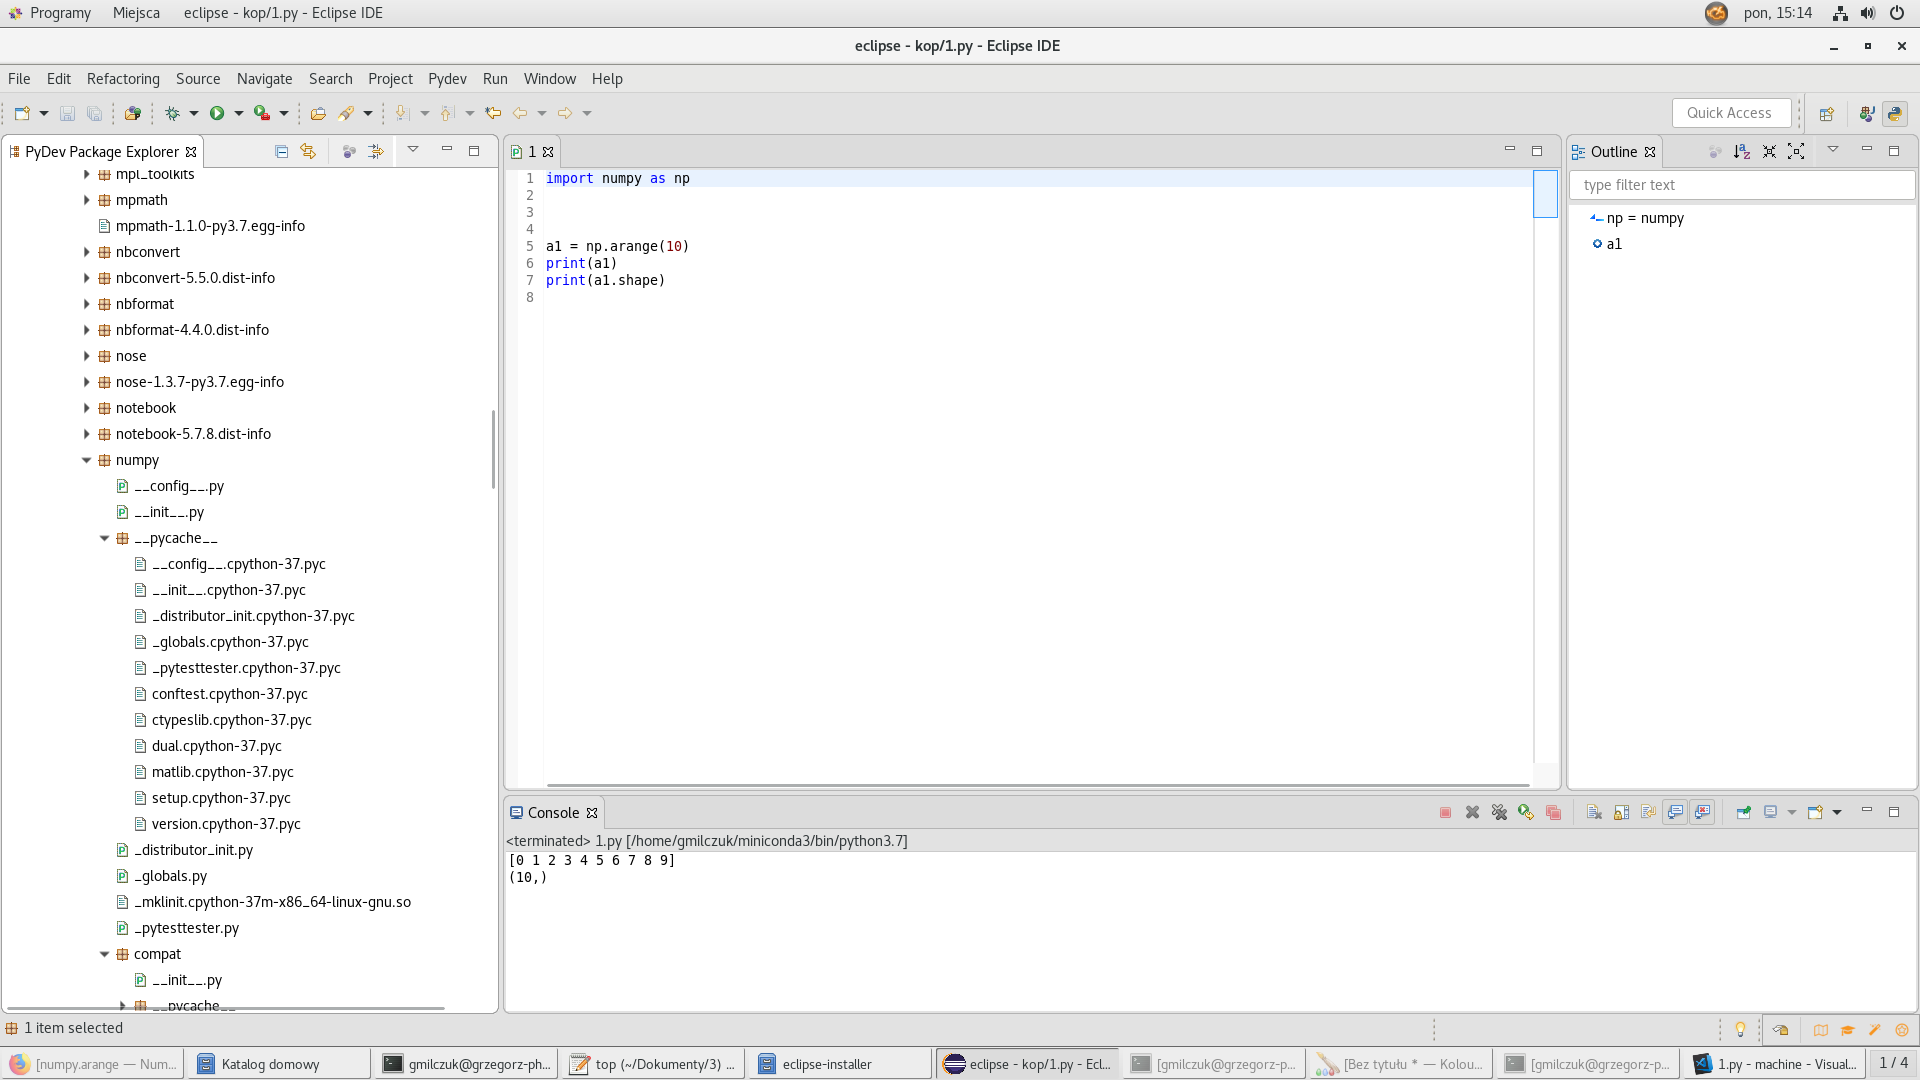 Programy Miejsca eclipse - kop/1.py - Eclipse IDE pon, 15:14
eclipse - kop/1.py - Eclipse IDE
File Edit Refactoring Source Navigate Search Project Pydev Run Window Help
Quick Access
PyDev Package Explorer
mpl_toolkits
mpmath
mpmath-1.1.0-py3.7.egg-info
nbconvert
nbconvert-5.5.0.dist-info
nbformat
nbformat-4.4.0.dist-info
nose
nose-1.3.7-py3.7.egg-info
notebook
notebook-5.7.8.dist-info
numpy
__config__.py
__init__.py
__pycache__
__config__.cpython-37.pyc
__init__.cpython-37.pyc
_distributor_init.cpython-37.pyc
_globals.cpython-37.pyc
_pytesttester.cpython-37.pyc
conftest.cpython-37.pyc
ctypeslib.cpython-37.pyc
dual.cpython-37.pyc
matlib.cpython-37.pyc
setup.cpython-37.pyc
version.cpython-37.pyc
_distributor_init.py
_globals.py
_mklinit.cpython-37m-x86_64-linux-gnu.so
_pytesttester.py
compat
__init__.py
__pycache__
1
1 import numpy as np
2
3
4
5 a1 = np.arange(10)
6 print(a1)
7 print(a1.shape)
8
Outline
type filter text
np = numpy
a1
Console
<terminated> 1.py [/home/gmilczuk/miniconda3/bin/python3.7]
[0 1 2 3 4 5 6 7 8 9]
(10,)
1 item selected
[numpy.arange — Num...
Katalog domowy
gmilczuk@grzegorz-ph...
top (~/Dokumenty/3) ...
eclipse-installer
eclipse - kop/1.py - Ecl...
[gmilczuk@grzegorz-p...
[Bez tytułu * — Kolou...
[gmilczuk@grzegorz-p...
1.py - machine - Visual...
1 / 4